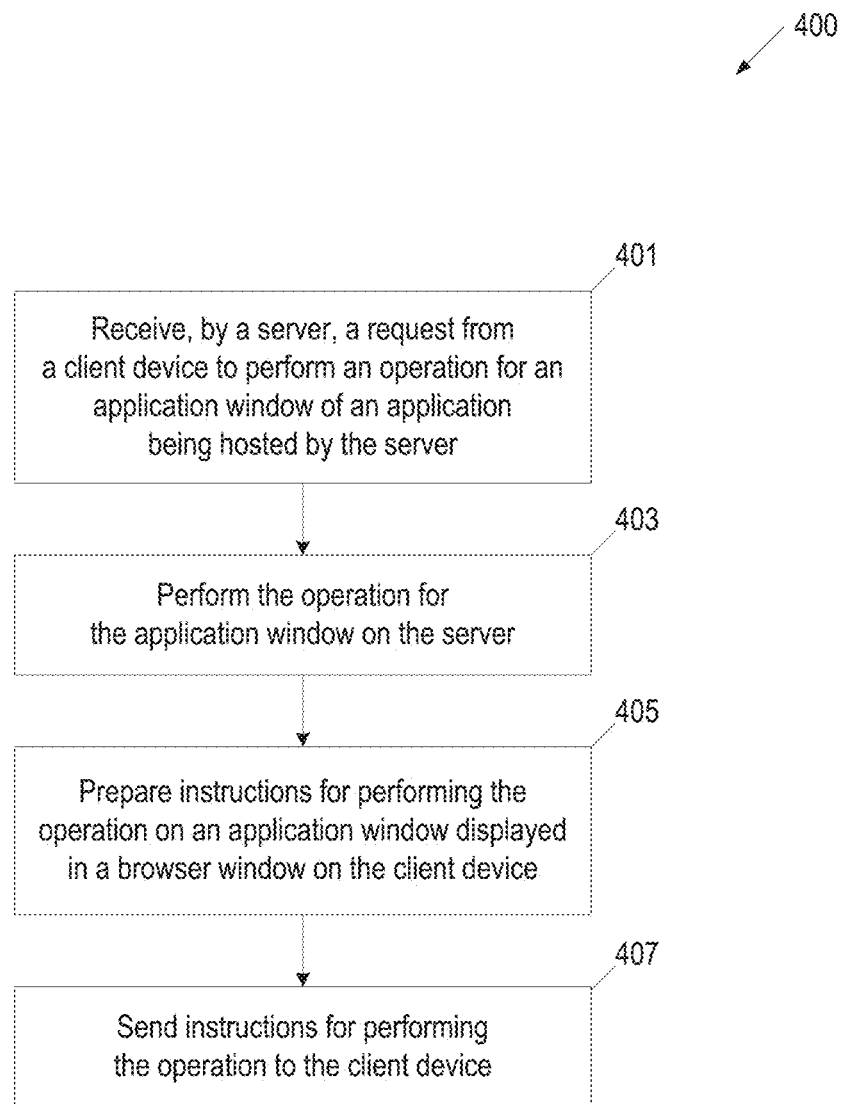 400
401
Receive, by a server, a request from
a client device to perform an operation for an
application window of an application
being hosted by the server
403
Perform the operation for
the application window on the server
405
Prepare instructions for performing the
operation on an application window displayed
in a browser window on the client device
407
Send instructions for performing
the operation to the client device